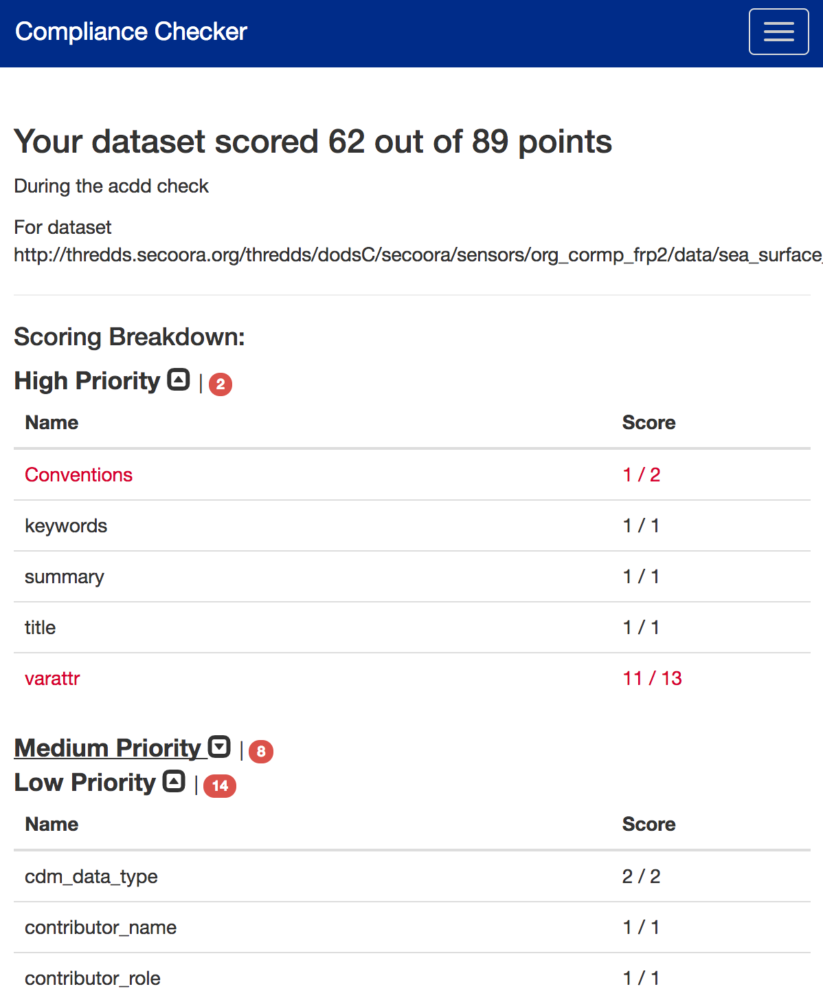 Compliance Checker
Your dataset scored 62 out of 89 points
During the acdd check
For dataset
http://thredds.secoora.org/thredds/dodsC/secoora/sensors/org_cormp_frp2/data/sea_surface_
Scoring Breakdown:
High Priority | 2
Name Score
Conventions 1 / 2
keywords 1 / 1
summary 1 / 1
title 1 / 1
varattr 11 / 13
Medium Priority | 8
Low Priority | 14
Name Score
cdm_data_type 2 / 2
contributor_name 1 / 1
contributor_role 1 / 1